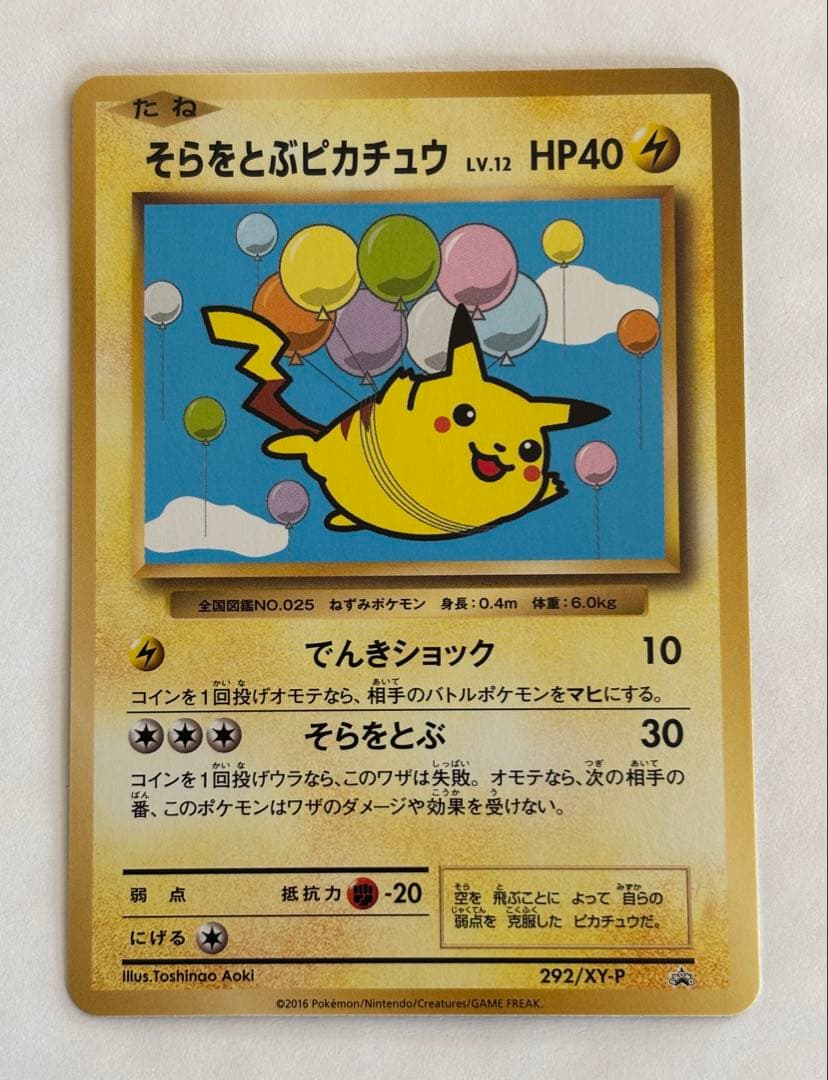 たね
そらをとぶピカチュウ LV.12 HP40
全国図鑑NO.025 ねずみポケモン 身長:0.4m 体重:6.0kg
でんきショック 10
コインを1回投げオモテなら、相手のバトルポケモンをマヒにする。
そらをとぶ 30
コインを1回投げウラなら、このワザは失敗。オモテなら、次の相手の
番、このポケモンはワザのダメージや効果を受けない。
弱点 抵抗力 -20
にげる
空を 飛ぶことに よって 自らの
弱点を 克服した ピカチュウだ。
Illus.Toshinao Aoki
292/XY-P
©2016 Pokémon/Nintendo/Creatures/GAME FREAK.